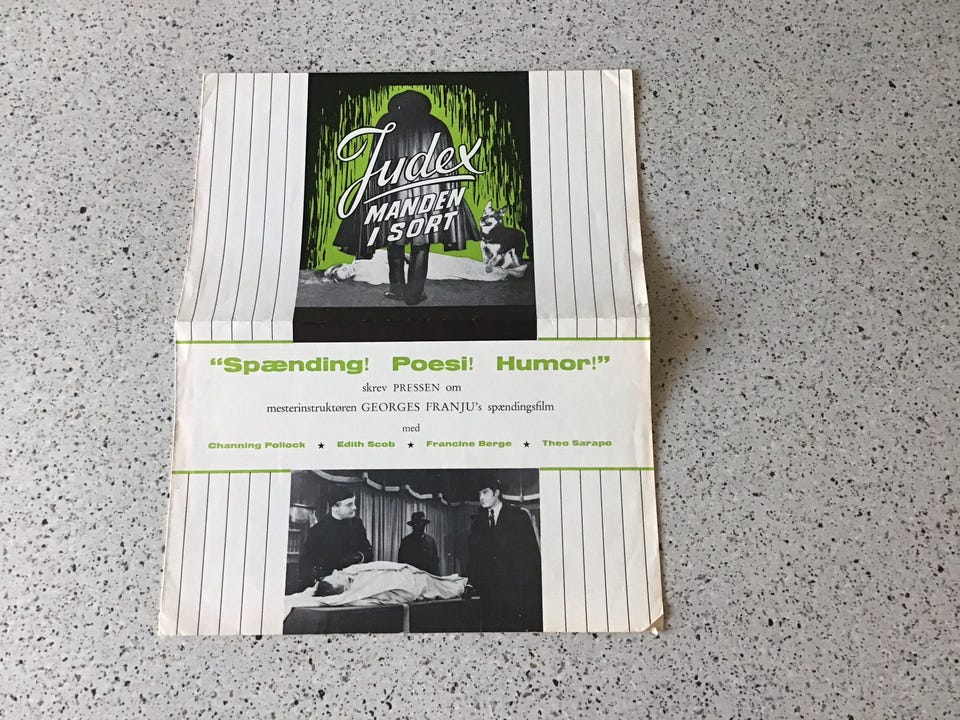 Judex
MANDEN
I SORT
“Spænding! Poesi! Humor!”
skrev PRESSEN om
mesterinstruktøren GEORGES FRANJU's spændingsfilm
med
Channing Pollock ★ Edith Scob ★ Francine Berge ★ Theo Sarapo